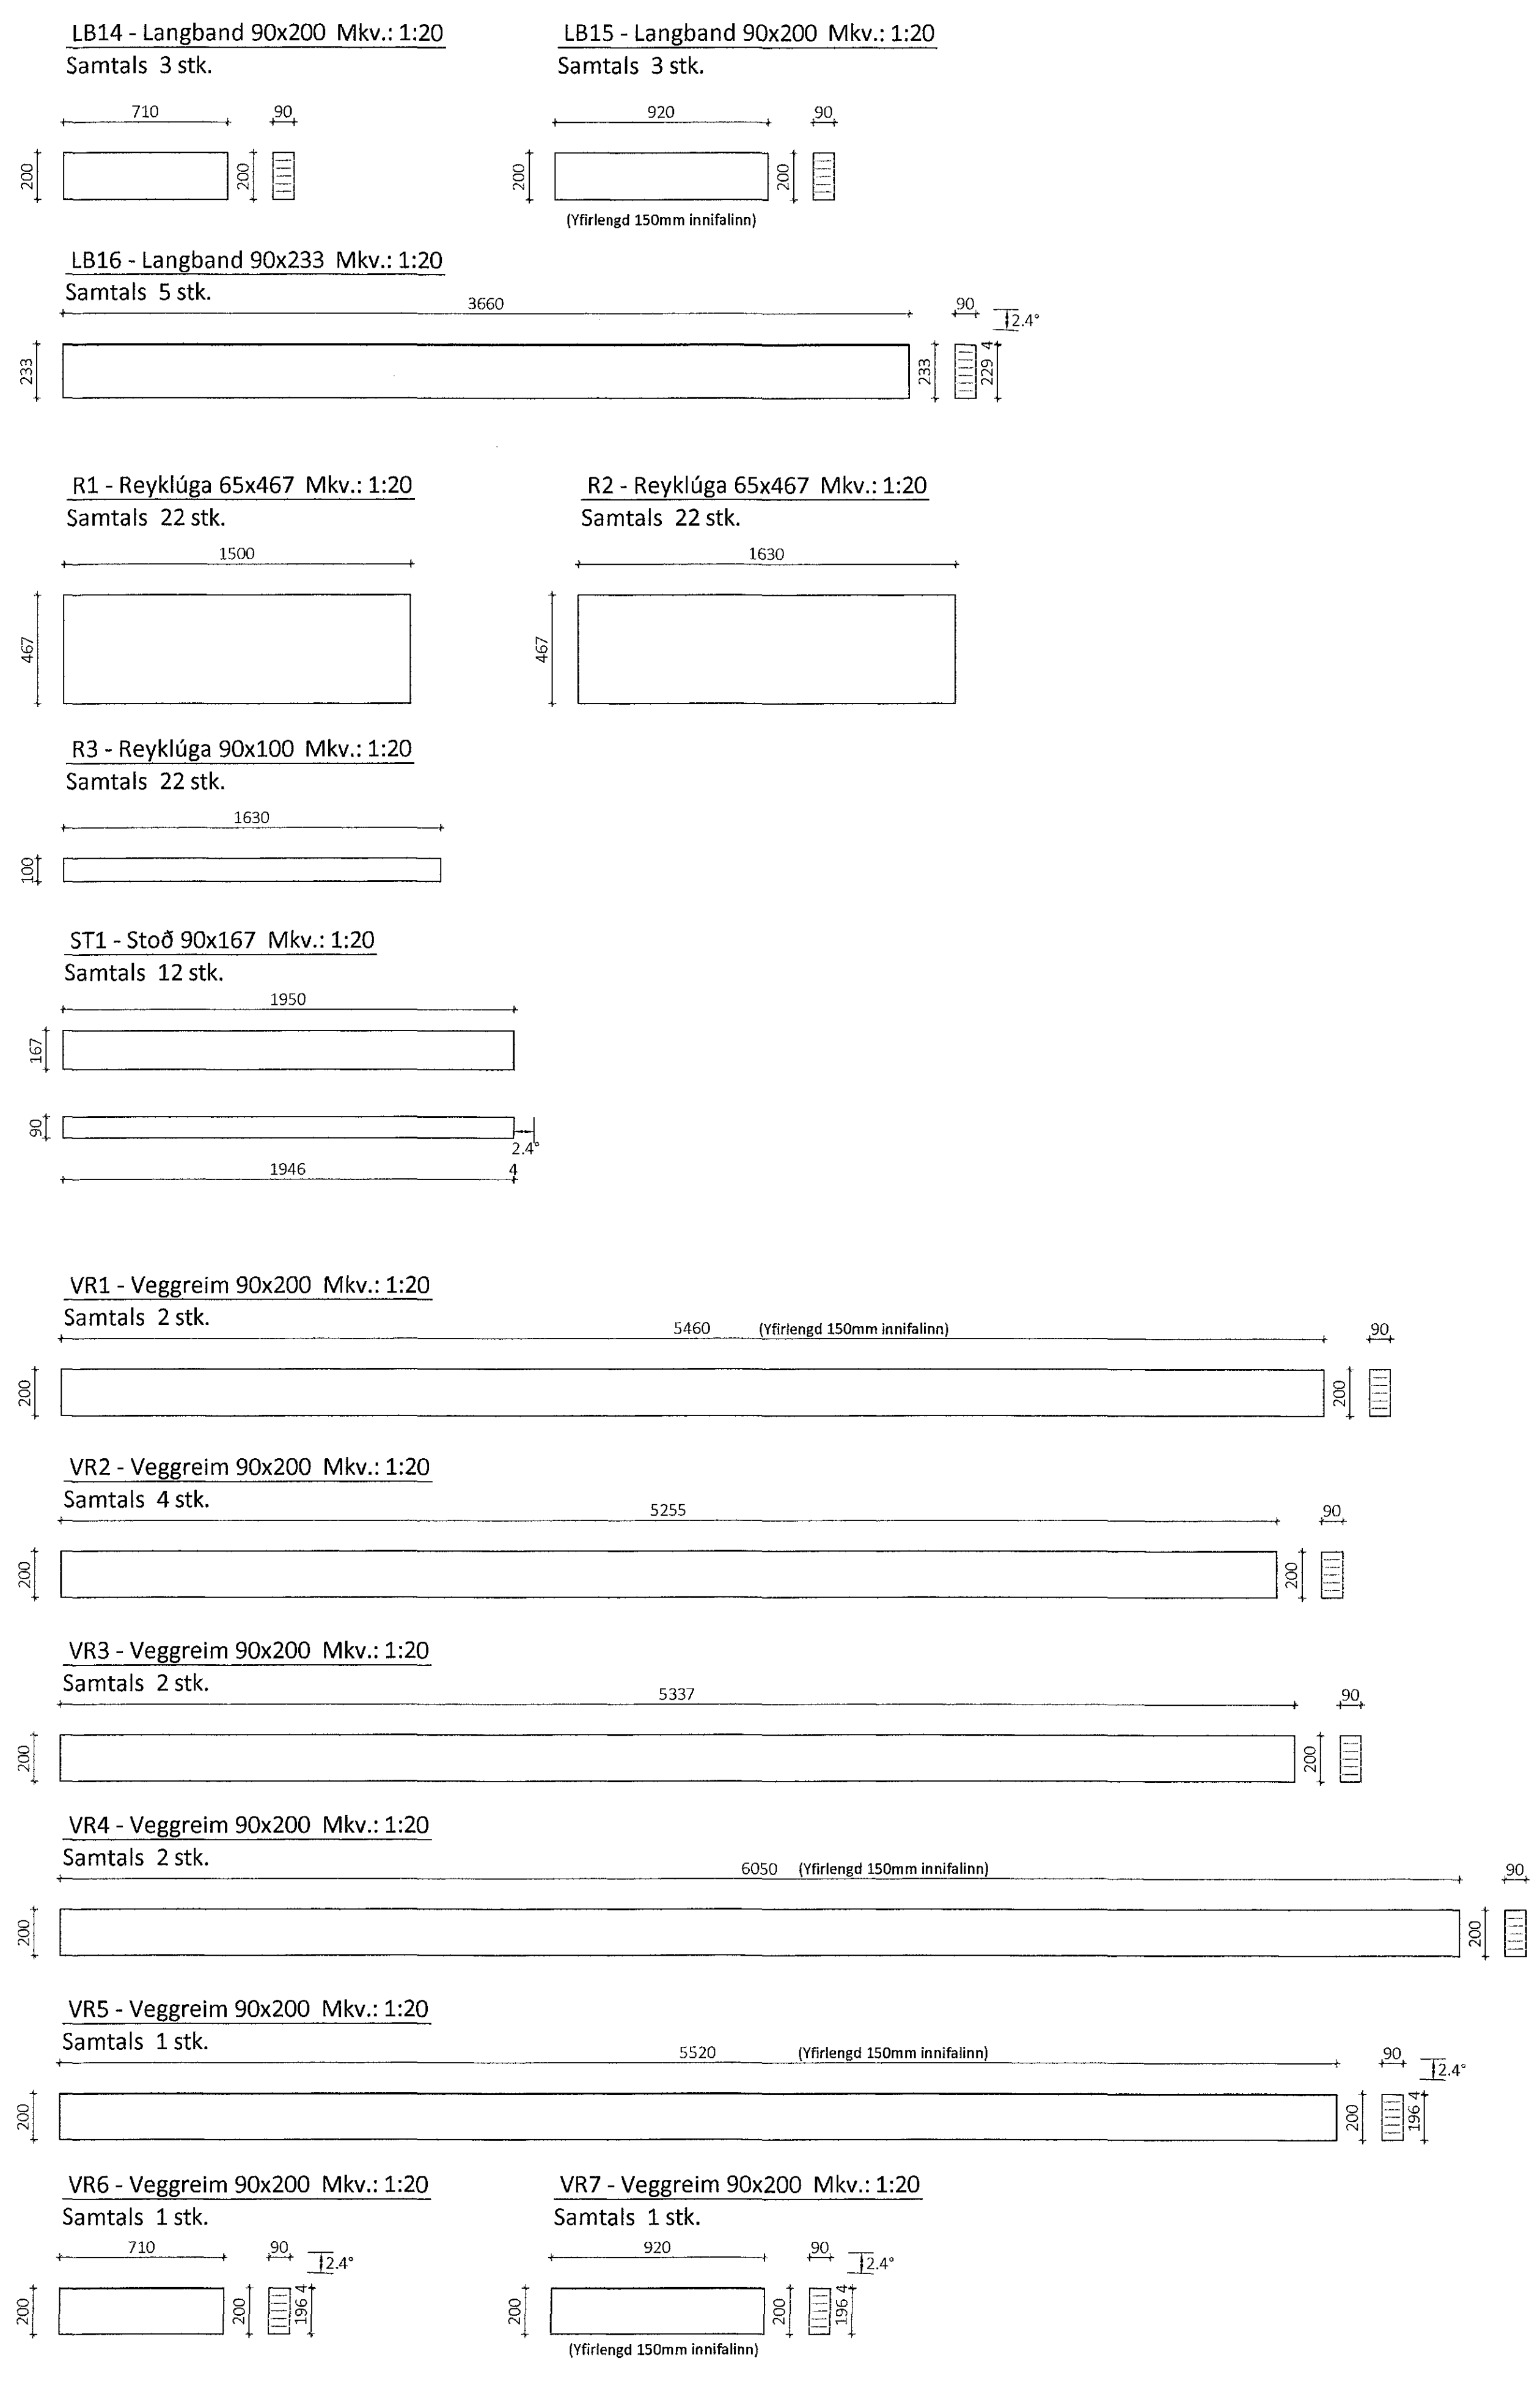 LB14 - Langband 90x200 Mkv.: 1:20
Samtals 3 stk.
710
90
200
200
LB15 - Langband 90x200 Mkv.: 1:20
Samtals 3 stk.
920
90
200
200
(Yfirlengd 150mm innifalinn)
LB16 - Langband 90x233 Mkv.: 1:20
Samtals 5 stk.
3660
90
2.4°
233
233
229 4
R1 - Reyklúga 65x467 Mkv.: 1:20
Samtals 22 stk.
1500
467
R2 - Reyklúga 65x467 Mkv.: 1:20
Samtals 22 stk.
1630
467
R3 - Reyklúga 90x100 Mkv.: 1:20
Samtals 22 stk.
1630
100
ST1 - Stoð 90x167 Mkv.: 1:20
Samtals 12 stk.
1950
167
90
2.4°
1946 4
VR1 - Veggreim 90x200 Mkv.: 1:20
Samtals 2 stk.
5460 (Yfirlengd 150mm innifalinn)
90
200
200
VR2 - Veggreim 90x200 Mkv.: 1:20
Samtals 4 stk.
5255
90
200
200
VR3 - Veggreim 90x200 Mkv.: 1:20
Samtals 2 stk.
5337
90
200
200
VR4 - Veggreim 90x200 Mkv.: 1:20
Samtals 2 stk.
6050 (Yfirlengd 150mm innifalinn)
90
200
200
VR5 - Veggreim 90x200 Mkv.: 1:20
Samtals 1 stk.
5520 (Yfirlengd 150mm innifalinn)
90
2.4°
200
200
196 4
VR6 - Veggreim 90x200 Mkv.: 1:20
Samtals 1 stk.
710
90
2.4°
200
200
196 4
VR7 - Veggreim 90x200 Mkv.: 1:20
Samtals 1 stk.
920
90
2.4°
200
200
196 4
(Yfirlengd 150mm innifalinn)